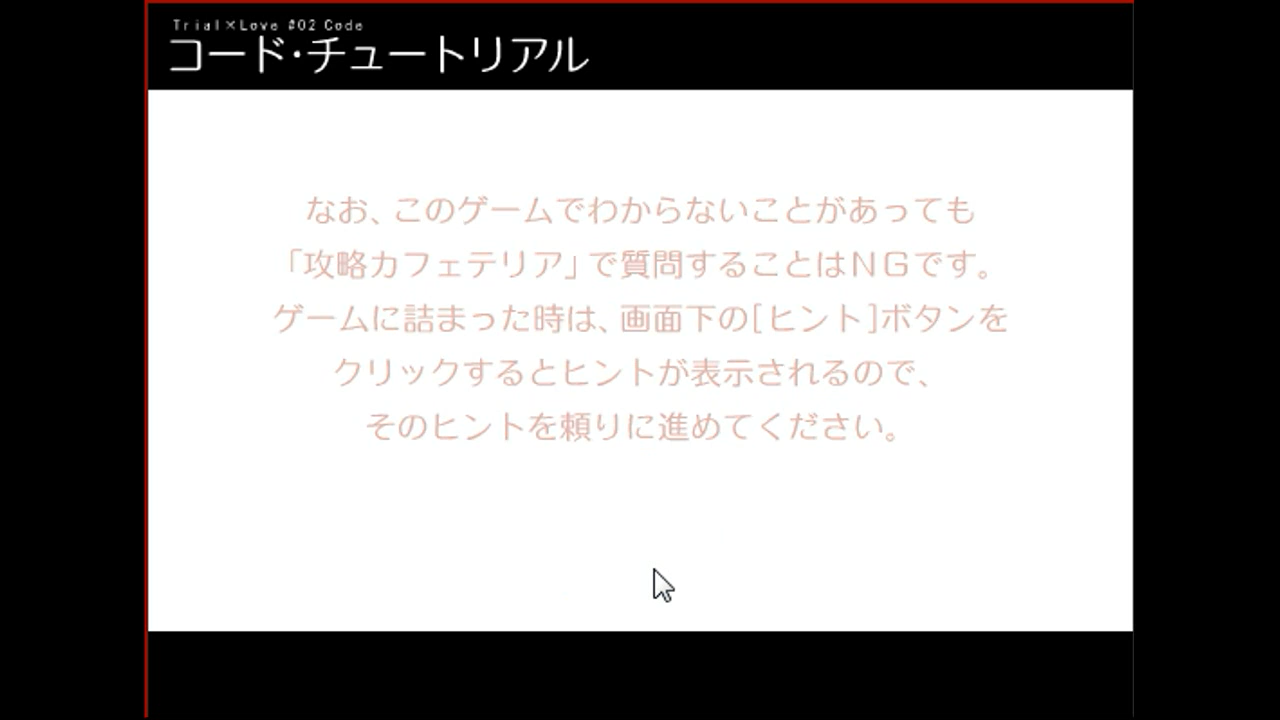 Trial×Love #02 Code
コード・チュートリアル
なお、このゲームでわからないことがあっても
「攻略カフェテリア」で質問することはＮＧです。
ゲームに詰まった時は、画面下の[ヒント]ボタンを
クリックするとヒントが表示されるので、
そのヒントを頼りに進めてください。